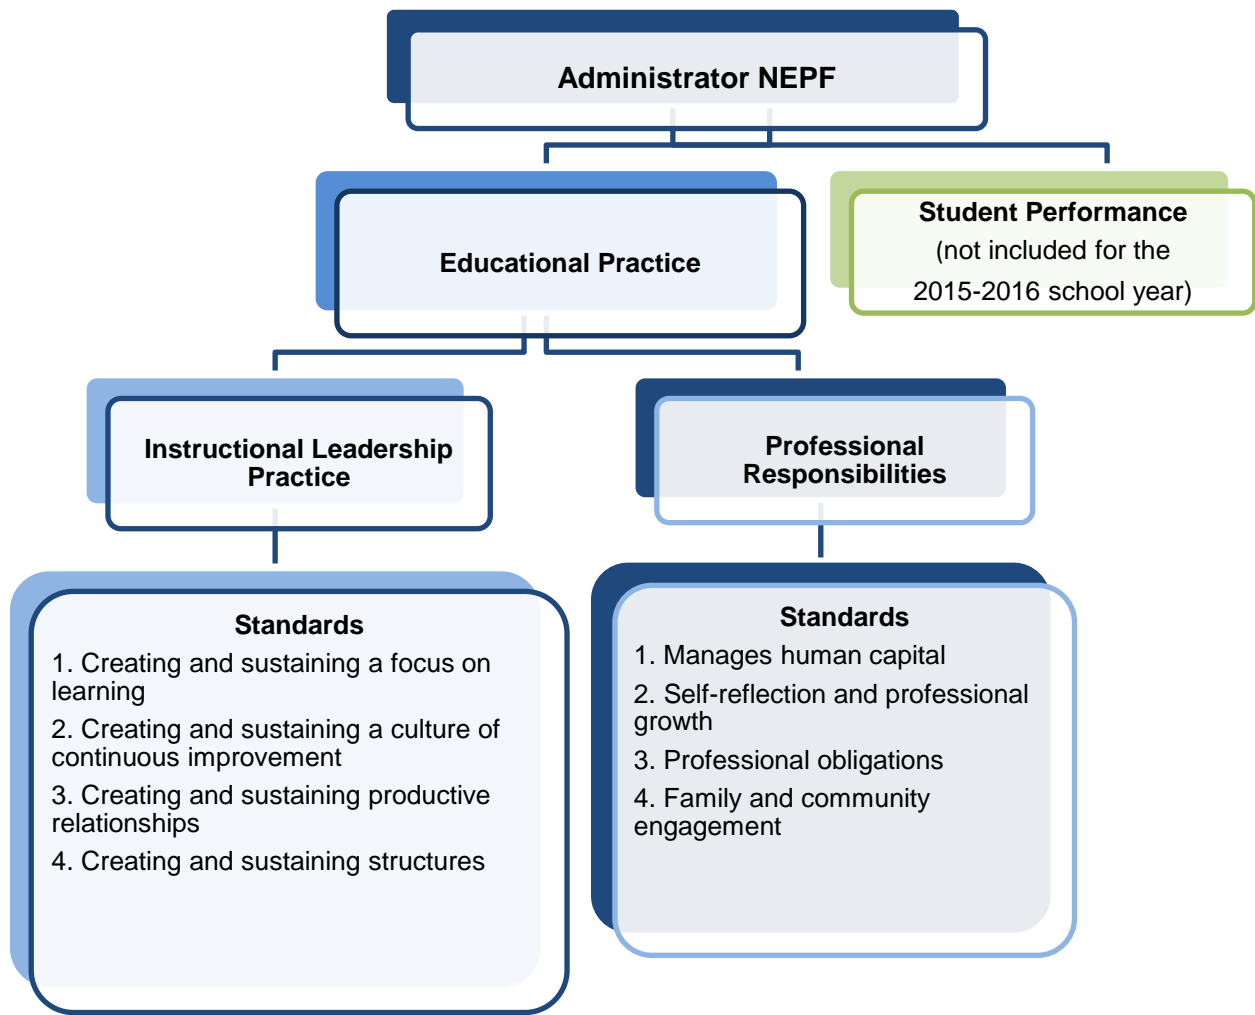 Administrator NEPF
Educational Practice
Student Performance
(not included for the
2015-2016 school year)
Instructional Leadership
Practice
Professional
Responsibilities
Standards
1. Creating and sustaining a focus on
learning
2. Creating and sustaining a culture of
continuous improvement
3. Creating and sustaining productive
relationships
4. Creating and sustaining structures
Standards
1. Manages human capital
2. Self-reflection and professional
growth
3. Professional obligations
4. Family and community
engagement